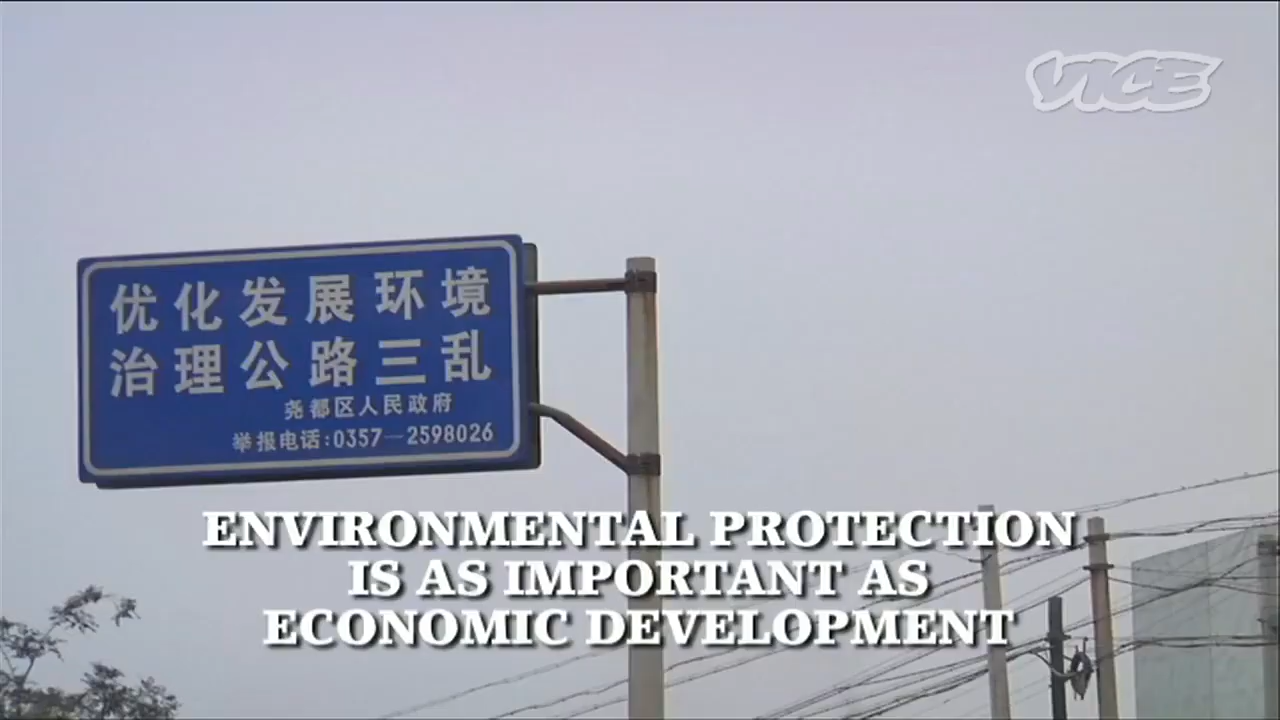 VICE
优化发展环境
治理公路三乱
尧都区人民政府
举报电话:0357—2598026
ENVIRONMENTAL PROTECTION
IS AS IMPORTANT AS
ECONOMIC DEVELOPMENT